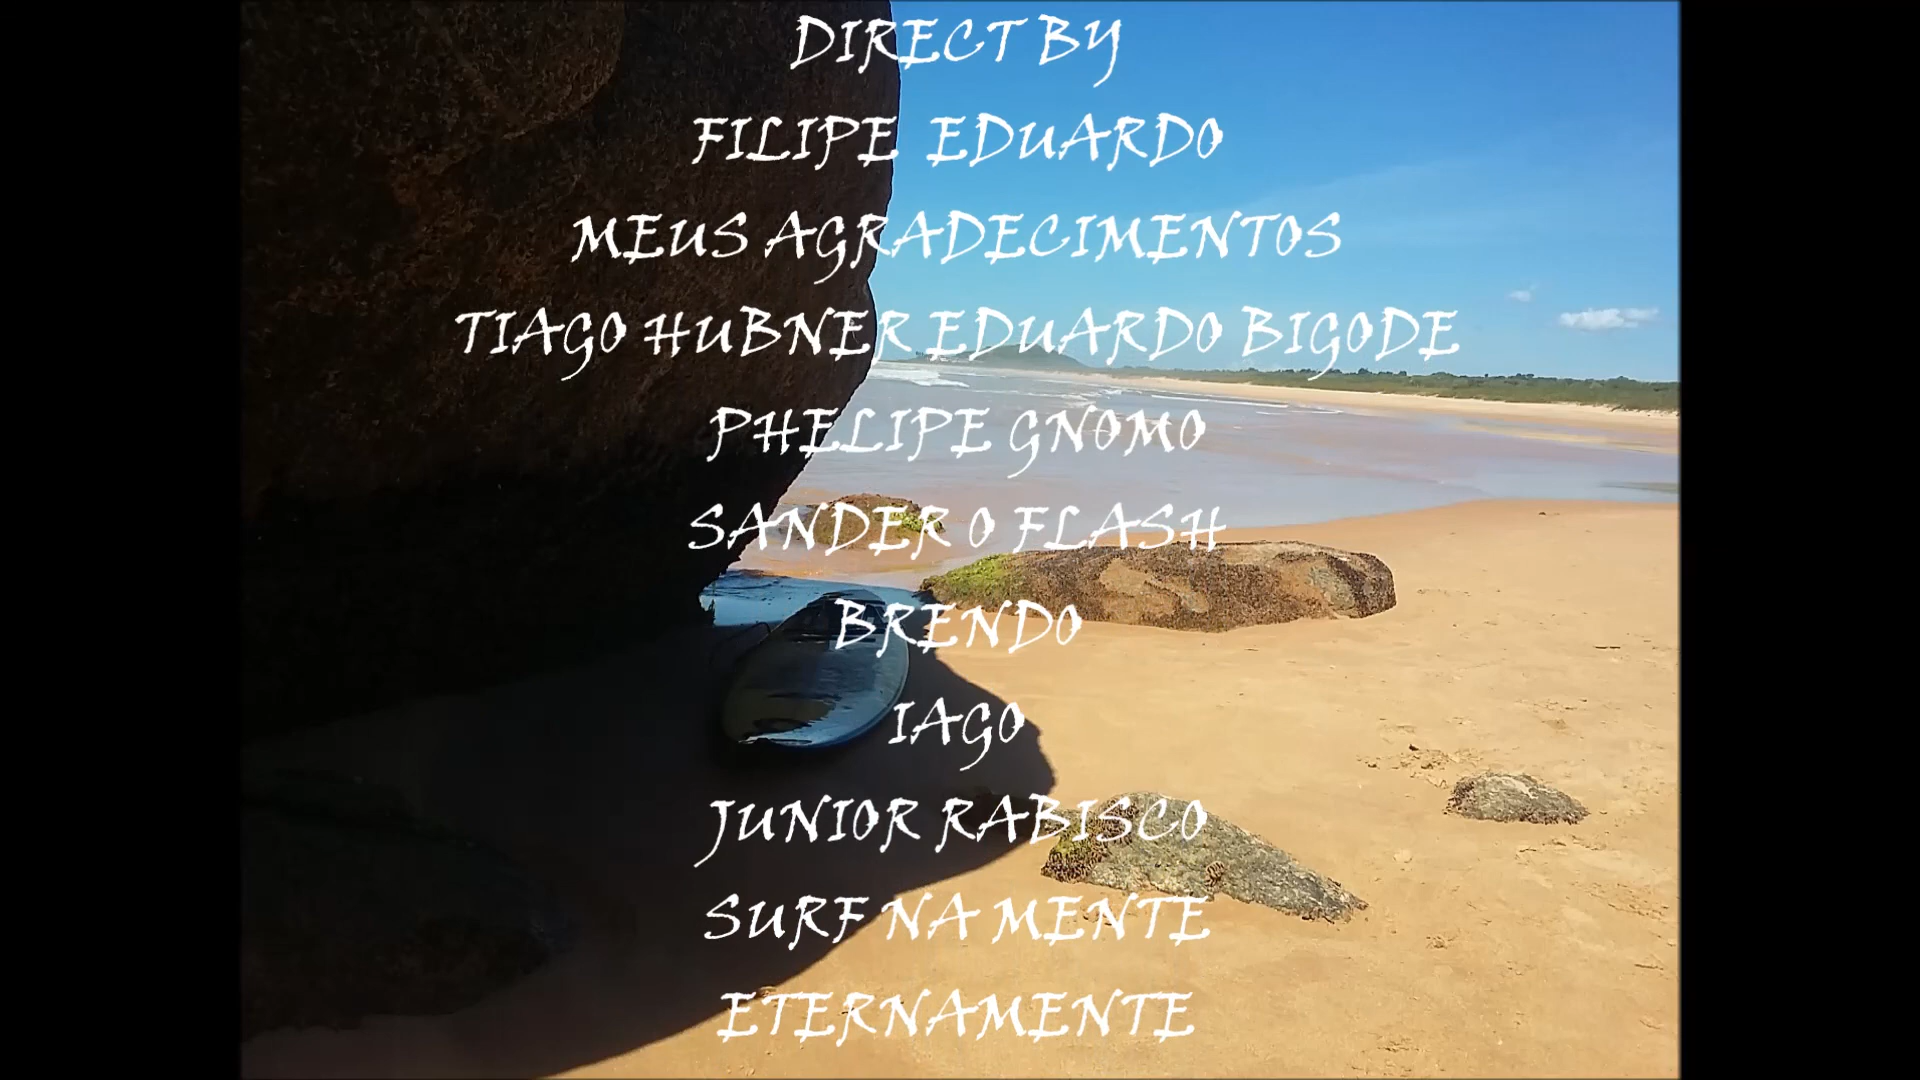 DIRECT BY
FILIPE EDUARDO
MEUS AGRADECIMENTOS
TIAGO HUBNER EDUARDO BIGODE
PHELIPE GNOMO
SANDER O FLASH
BRENDO
IAGO
JUNIOR RABISCO
SURF NA MENTE
ETERNAMENTE